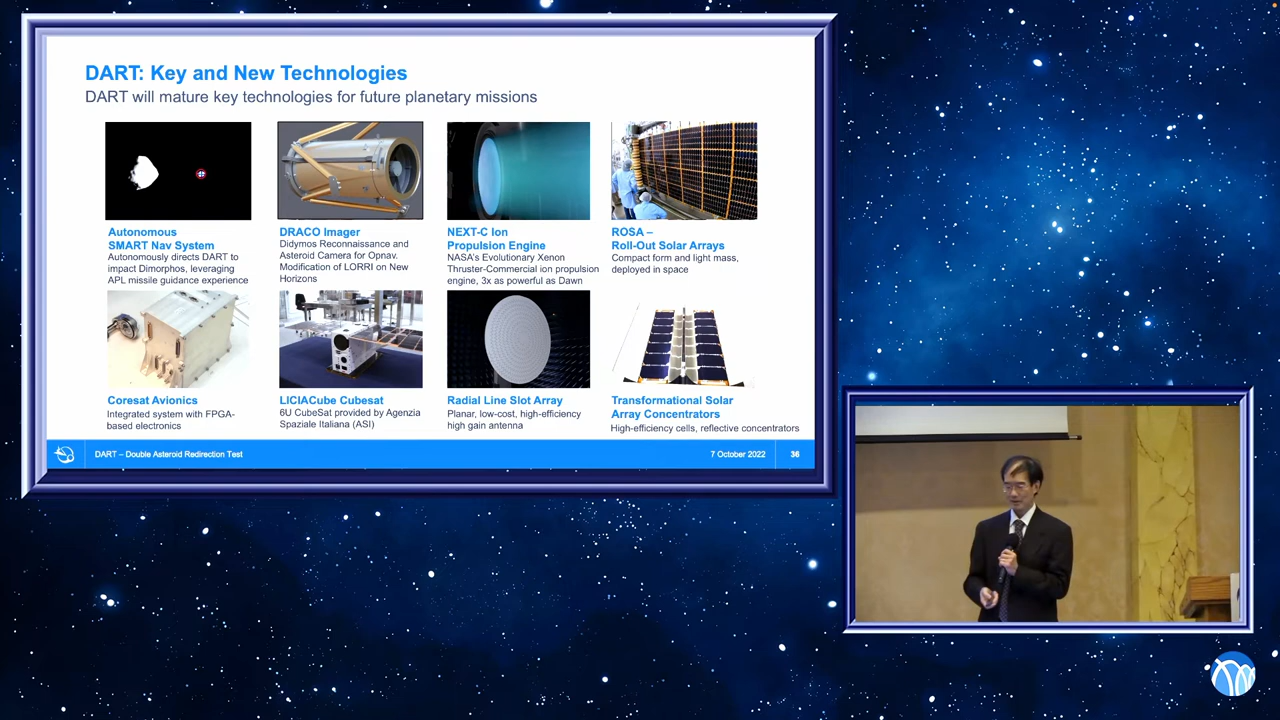 DART: Key and New Technologies
DART will mature key technologies for future planetary missions
Autonomous
SMART Nav System
Autonomously directs DART to
impact Dimorphos, leveraging
APL missile guidance experience
DRACO Imager
Didymos Reconnaissance and
Asteroid Camera for Opnav.
Modification of LORRI on New
Horizons
NEXT-C Ion
Propulsion Engine
NASA's Evolutionary Xenon
Thruster-Commercial ion propulsion
engine, 3x as powerful as Dawn
ROSA –
Roll-Out Solar Arrays
Compact form and light mass,
deployed in space
Coresat Avionics
Integrated system with FPGA-
based electronics
LICIACube Cubesat
6U CubeSat provided by Agenzia
Spaziale Italiana (ASI)
Radial Line Slot Array
Planar, low-cost, high-efficiency
high gain antenna
Transformational Solar
Array Concentrators
High-efficiency cells, reflective concentrators
DART – Double Asteroid Redirection Test
7 October 2022
36